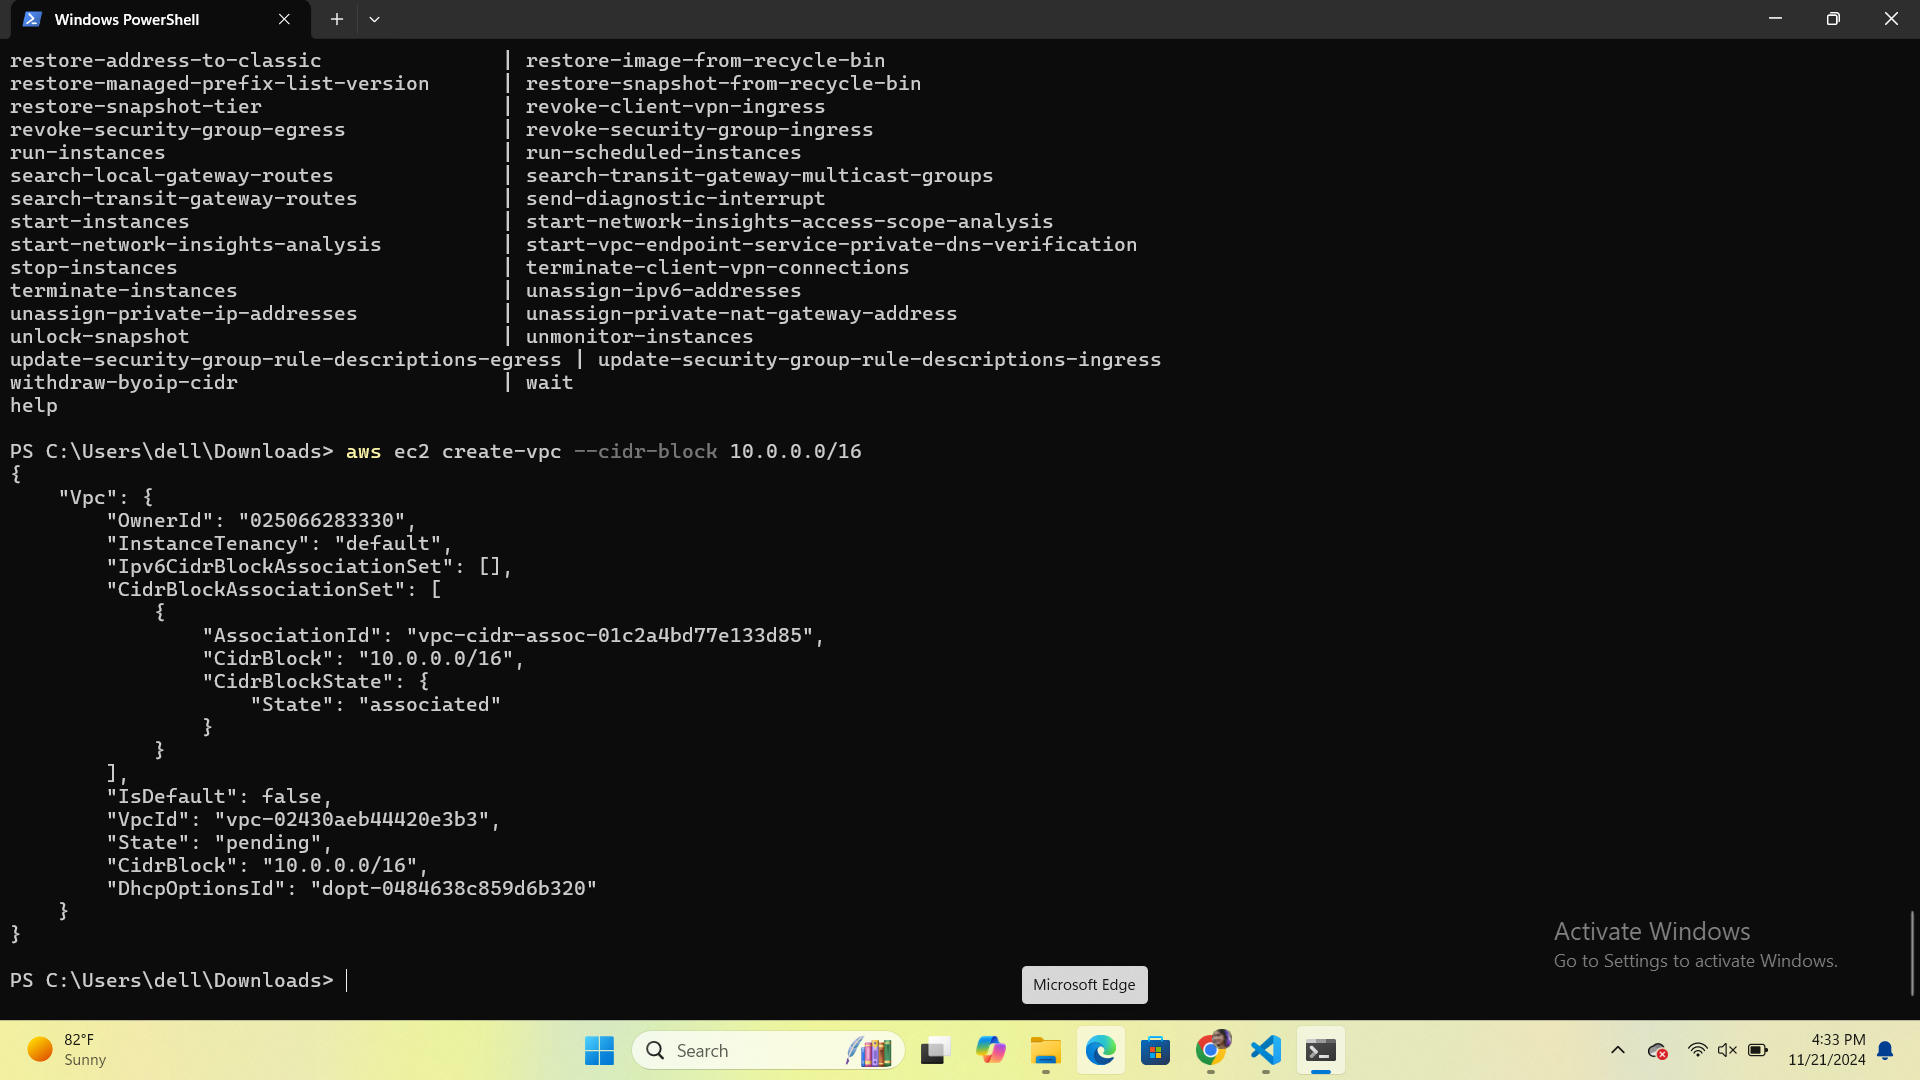 Windows PowerShell
restore-address-to-classic | restore-image-from-recycle-bin
restore-managed-prefix-list-version | restore-snapshot-from-recycle-bin
restore-snapshot-tier | revoke-client-vpn-ingress
revoke-security-group-egress | revoke-security-group-ingress
run-instances | run-scheduled-instances
search-local-gateway-routes | search-transit-gateway-multicast-groups
search-transit-gateway-routes | send-diagnostic-interrupt
start-instances | start-network-insights-access-scope-analysis
start-network-insights-analysis | start-vpc-endpoint-service-private-dns-verification
stop-instances | terminate-client-vpn-connections
terminate-instances | unassign-ipv6-addresses
unassign-private-ip-addresses | unassign-private-nat-gateway-address
unlock-snapshot | unmonitor-instances
update-security-group-rule-descriptions-egress | update-security-group-rule-descriptions-ingress
withdraw-byoip-cidr | wait
help
PS C:\Users\dell\Downloads> aws ec2 create-vpc --cidr-block 10.0.0.0/16
{
    "Vpc": {
        "OwnerId": "025066283330",
        "InstanceTenancy": "default",
        "Ipv6CidrBlockAssociationSet": [],
        "CidrBlockAssociationSet": [
            {
                "AssociationId": "vpc-cidr-assoc-01c2a4bd77e133d85",
                "CidrBlock": "10.0.0.0/16",
                "CidrBlockState": {
                    "State": "associated"
                }
            }
        ],
        "IsDefault": false,
        "VpcId": "vpc-02430aeb44420e3b3",
        "State": "pending",
        "CidrBlock": "10.0.0.0/16",
        "DhcpOptionsId": "dopt-0484638c859d6b320"
    }
}
PS C:\Users\dell\Downloads>
Activate Windows
Go to Settings to activate Windows.
Microsoft Edge
82°F
Sunny
Search
4:33 PM
11/21/2024